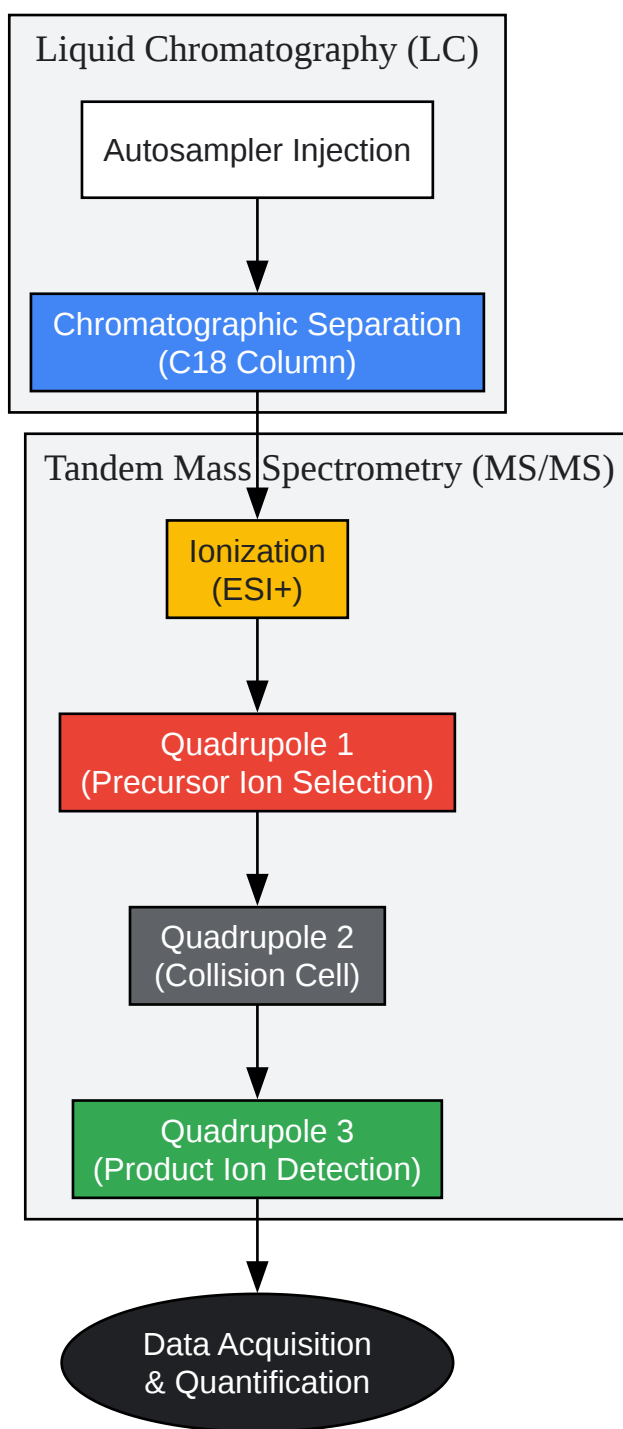 Liquid Chromatography (LC)
Autosampler Injection
Chromatographic Separation
(C18 Column)
Tandem Mass Spectrometry (MS/MS)
Ionization
(ESI+)
Quadrupole 1
(Precursor Ion Selection)
Quadrupole 2
(Collision Cell)
Quadrupole 3
(Product Ion Detection)
Data Acquisition
& Quantification